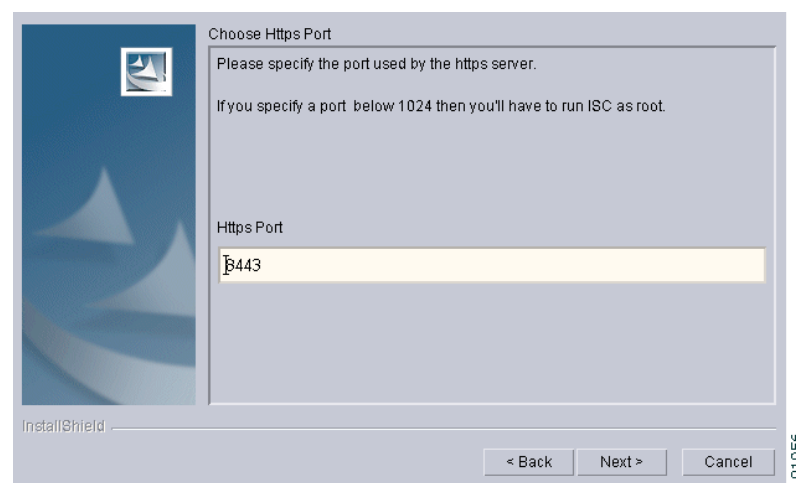 Choose Https Port
Please specify the port used by the https server.
If you specify a port below 1024 then you'll have to run ISC as root.
Https Port
8443
InstallShield
< Back
Next >
Cancel